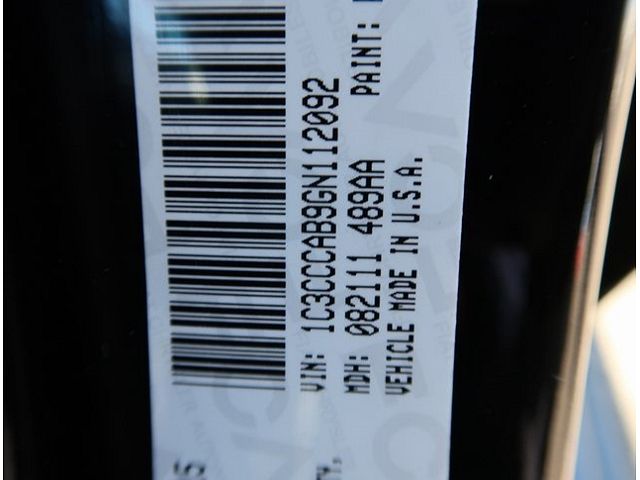 VIN: 1C3CCCAB9GN112092
MDH: 082111 489AA PAINT:
VEHICLE MADE IN U.S.A.